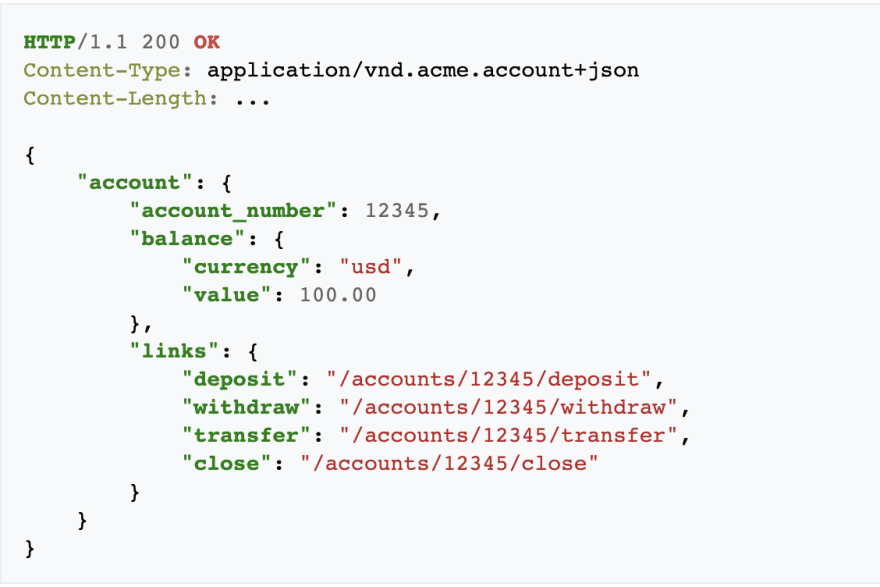 HTTP/1.1 200 OK
Content-Type: application/vnd.acme.account+json
Content-Length: ...

{
    "account": {
        "account_number": 12345,
        "balance": {
            "currency": "usd",
            "value": 100.00
        },
        "links": {
            "deposit": "/accounts/12345/deposit",
            "withdraw": "/accounts/12345/withdraw",
            "transfer": "/accounts/12345/transfer",
            "close": "/accounts/12345/close"
        }
    }
}